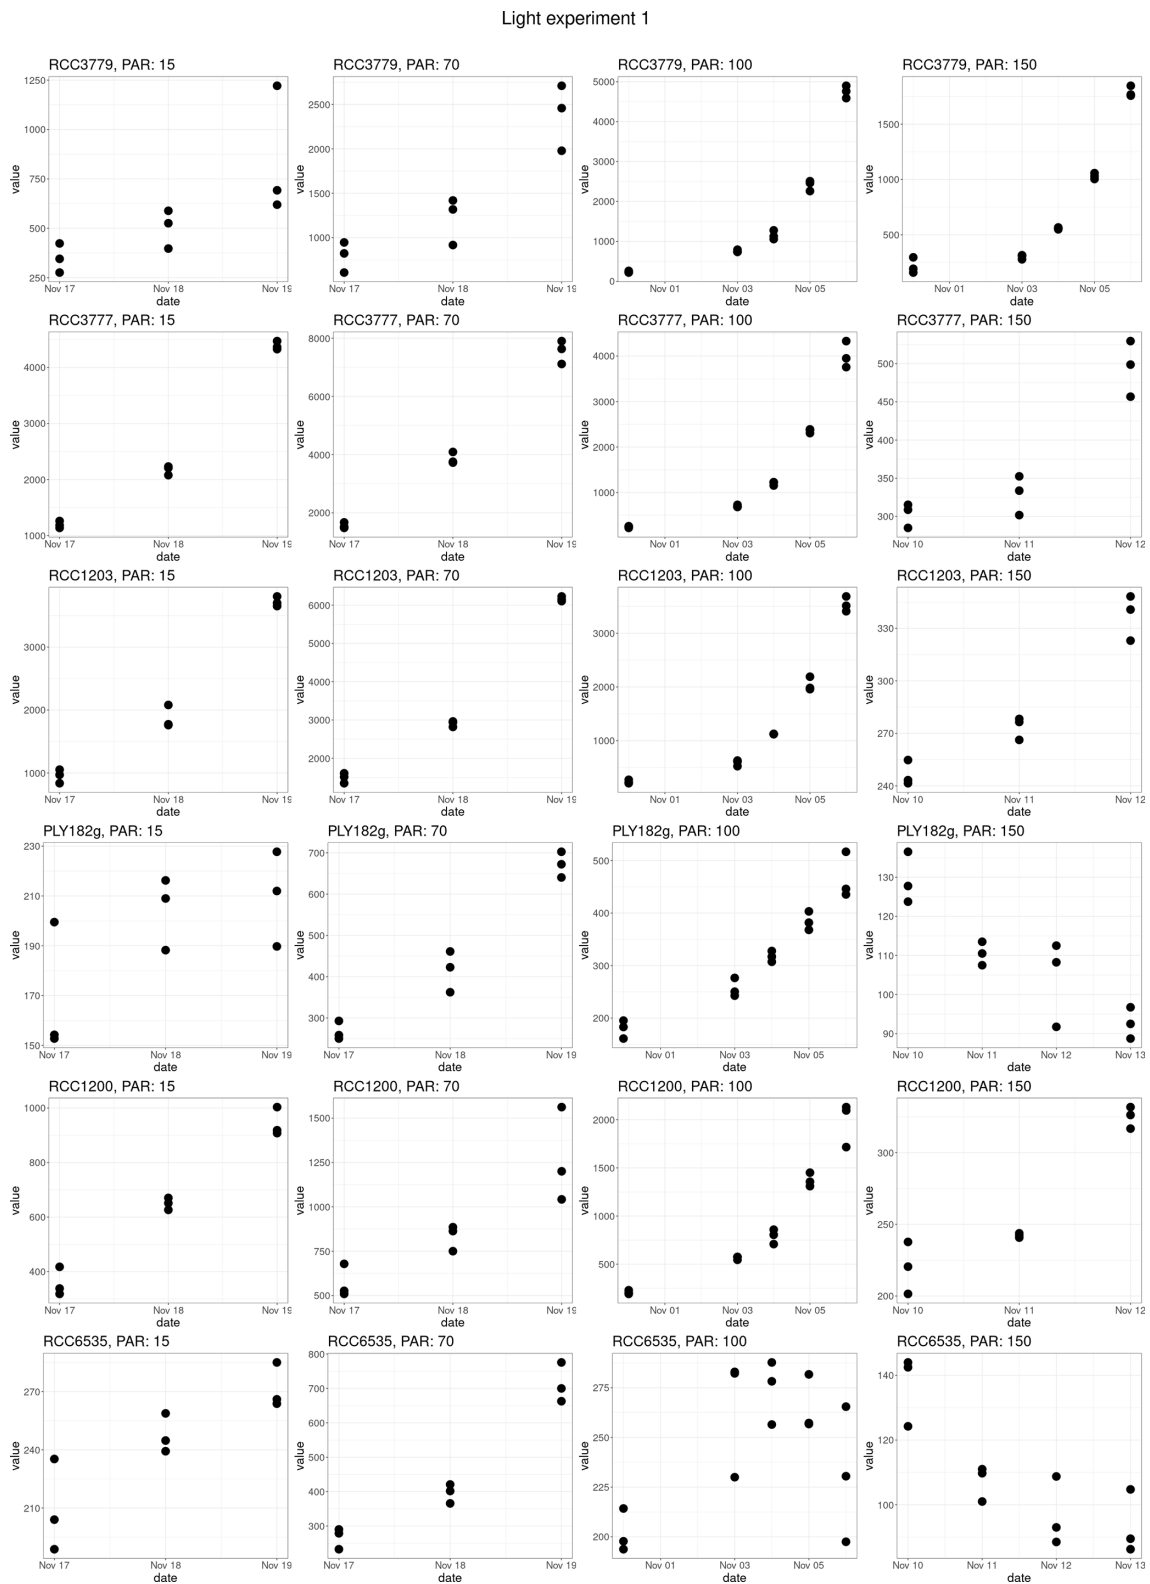 Light experiment 1
RCC3779, PAR: 15
value
1250
1000
750
500
250
Nov 17 Nov 18 Nov 19
date
RCC3779, PAR: 70
value
2500
2000
1500
1000
Nov 17 Nov 18 Nov 19
date
RCC3779, PAR: 100
value
5000
4000
3000
2000
1000
0
Nov 01 Nov 03 Nov 05
date
RCC3779, PAR: 150
value
1500
1000
500
Nov 01 Nov 03 Nov 05
date
RCC3777, PAR: 15
value
4000
3000
2000
1000
Nov 17 Nov 18 Nov 19
date
RCC3777, PAR: 70
value
8000
6000
4000
2000
Nov 17 Nov 18 Nov 19
date
RCC3777, PAR: 100
value
4000
3000
2000
1000
Nov 01 Nov 03 Nov 05
date
RCC3777, PAR: 150
value
500
450
400
350
300
Nov 10 Nov 11 Nov 12
date
RCC1203, PAR: 15
value
3000
2000
1000
Nov 17 Nov 18 Nov 19
date
RCC1203, PAR: 70
value
6000
5000
4000
3000
2000
Nov 17 Nov 18 Nov 19
date
RCC1203, PAR: 100
value
3000
2000
1000
Nov 01 Nov 03 Nov 05
date
RCC1203, PAR: 150
value
330
300
270
240
Nov 10 Nov 11 Nov 12
date
PLY182g, PAR: 15
value
230
210
190
170
150
Nov 17 Nov 18 Nov 19
date
PLY182g, PAR: 70
value
700
600
500
400
300
Nov 17 Nov 18 Nov 19
date
PLY182g, PAR: 100
value
500
400
300
200
Nov 01 Nov 03 Nov 05
date
PLY182g, PAR: 150
value
130
120
110
100
90
Nov 10 Nov 11 Nov 12 Nov 13
date
RCC1200, PAR: 15
value
1000
800
600
400
Nov 17 Nov 18 Nov 19
date
RCC1200, PAR: 70
value
1500
1250
1000
750
500
Nov 17 Nov 18 Nov 19
date
RCC1200, PAR: 100
value
2000
1500
1000
500
Nov 01 Nov 03 Nov 05
date
RCC1200, PAR: 150
value
300
250
200
Nov 10 Nov 11 Nov 12
date
RCC6535, PAR: 15
value
270
240
210
Nov 17 Nov 18 Nov 19
date
RCC6535, PAR: 70
value
800
700
600
500
400
300
Nov 17 Nov 18 Nov 19
date
RCC6535, PAR: 100
value
275
250
225
200
Nov 01 Nov 03 Nov 05
date
RCC6535, PAR: 150
value
140
120
100
Nov 10 Nov 11 Nov 12 Nov 13
date